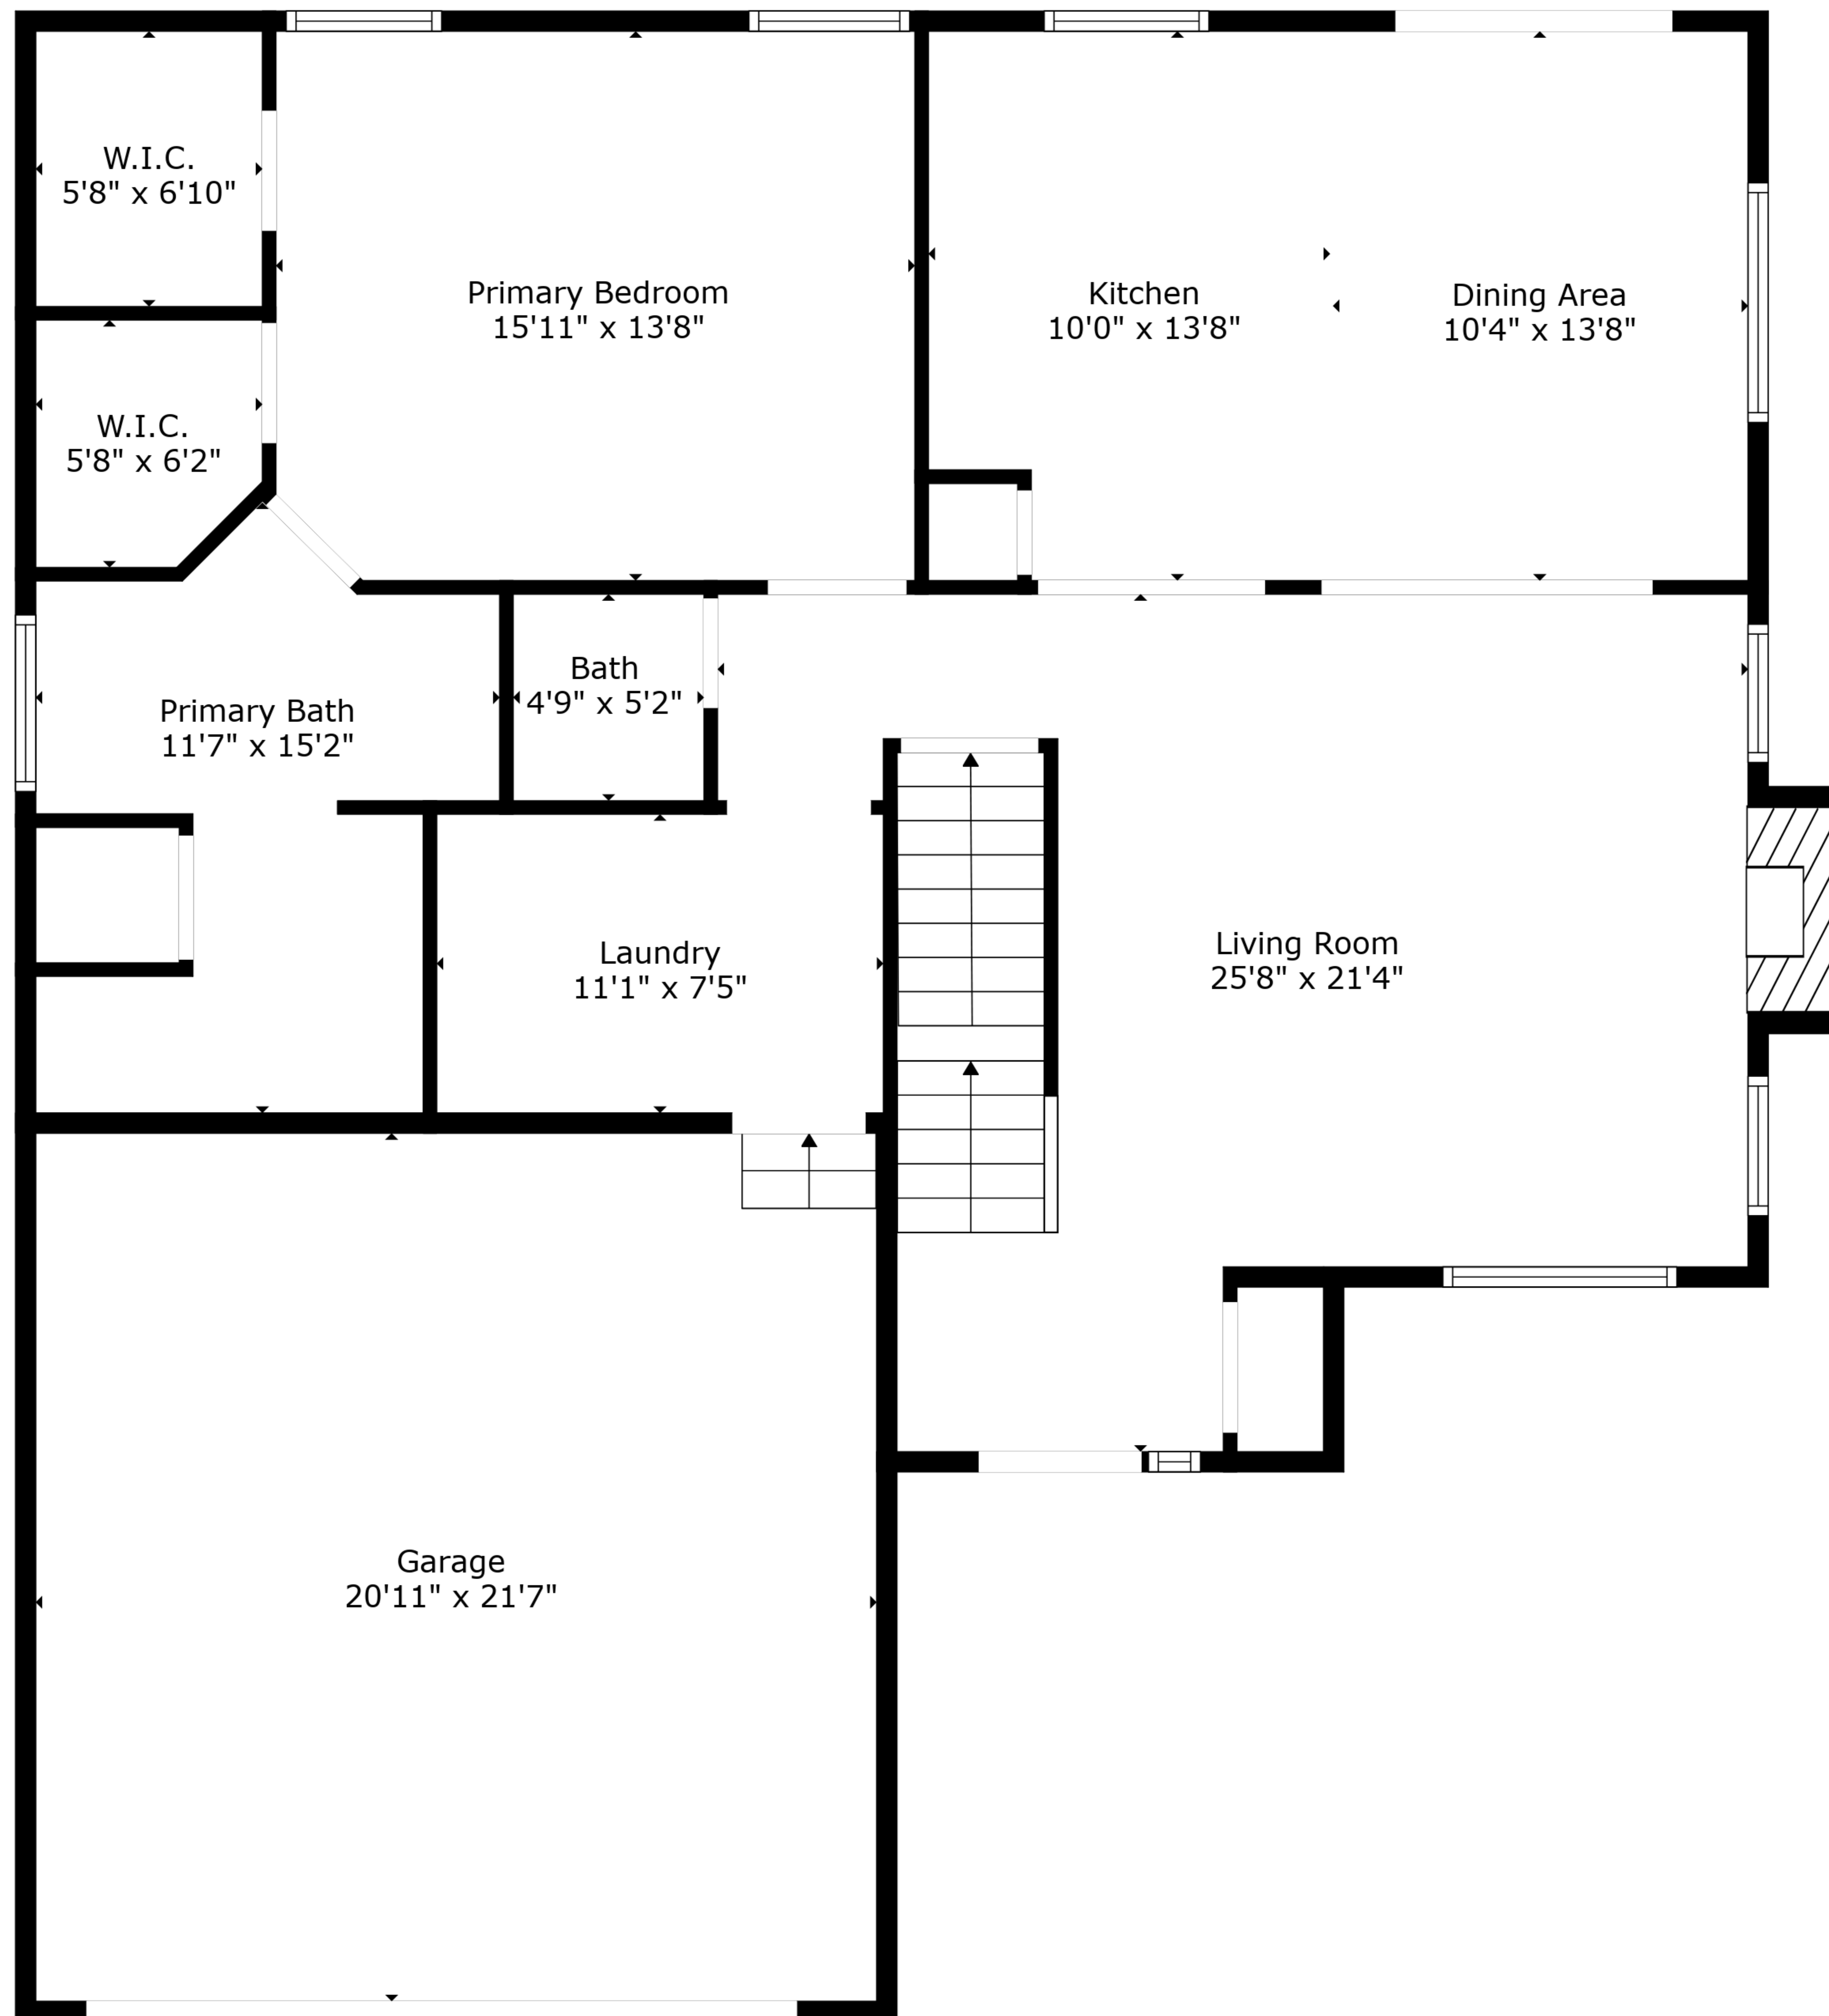 W.I.C.
5'8" x 6'10"
Primary Bedroom
15'11" x 13'8"
Kitchen
10'0" x 13'8"
Dining Area
10'4" x 13'8"
W.I.C.
5'8" x 6'2"
Bath
4'9" x 5'2"
Primary Bath
11'7" x 15'2"
Laundry
11'1" x 7'5"
Living Room
25'8" x 21'4"
Garage
20'11" x 21'7"